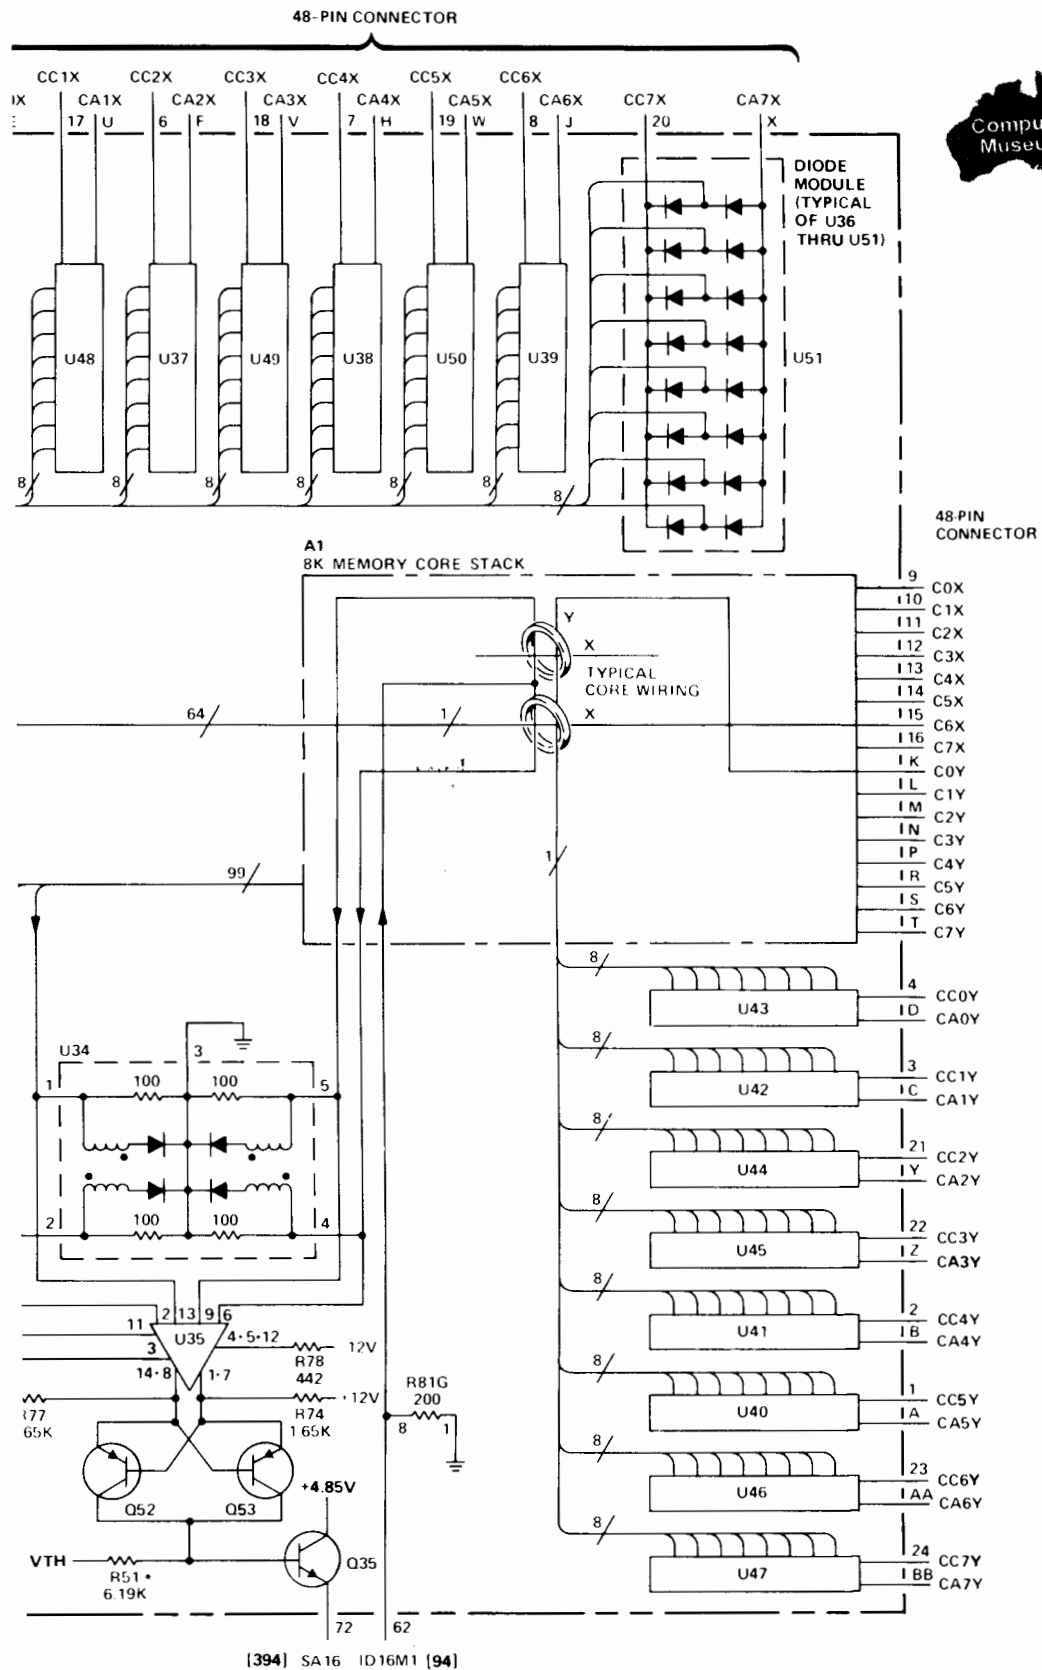 48-PIN CONNECTOR
CC1X CC2X CC3X CC4X CC5X CC6X
CA1X CA2X CA3X CA4X CA5X CA6X CC7X CA7X
17 U 6 F 18 V 7 H 19 W 8 J 20 X
Compu
Museu
DIODE
MODULE
(TYPICAL
OF U36
THRU U51)
U48 U37 U49 U38 U50 U39 U51
8 8 8 8 8 8 8
48-PIN
CONNECTOR
A1
8K MEMORY CORE STACK
9 C0X
10 C1X
11 C2X
12 C3X
13 C4X
14 C5X
15 C6X
16 C7X
K C0Y
L C1Y
M C2Y
N C3Y
P C4Y
R C5Y
S C6Y
T C7Y
Y
X
TYPICAL
CORE WIRING
X
64 1
1
1
99
8 U43 4 CC0Y
D CA0Y
8 U42 3 CC1Y
C CA1Y
8 U44 21 CC2Y
Y CA2Y
8 U45 22 CC3Y
Z CA3Y
8 U41 2 CC4Y
B CA4Y
8 U40 1 CC5Y
A CA5Y
8 U46 23 CC6Y
AA CA6Y
8 U47 24 CC7Y
BB CA7Y
U34 3
1 100 100 5
2 100 100 4
2 13 9 6
11 U35 4·5·12
3
14·8 1·7
R78
442
12V
R77
65K
R74
1 65K
+12V
R81G
200
8 1
Q52 Q53
+4.85V
VTH R51*
6.19K
Q35
72 62
[394] SA16 ID16M1 [94]